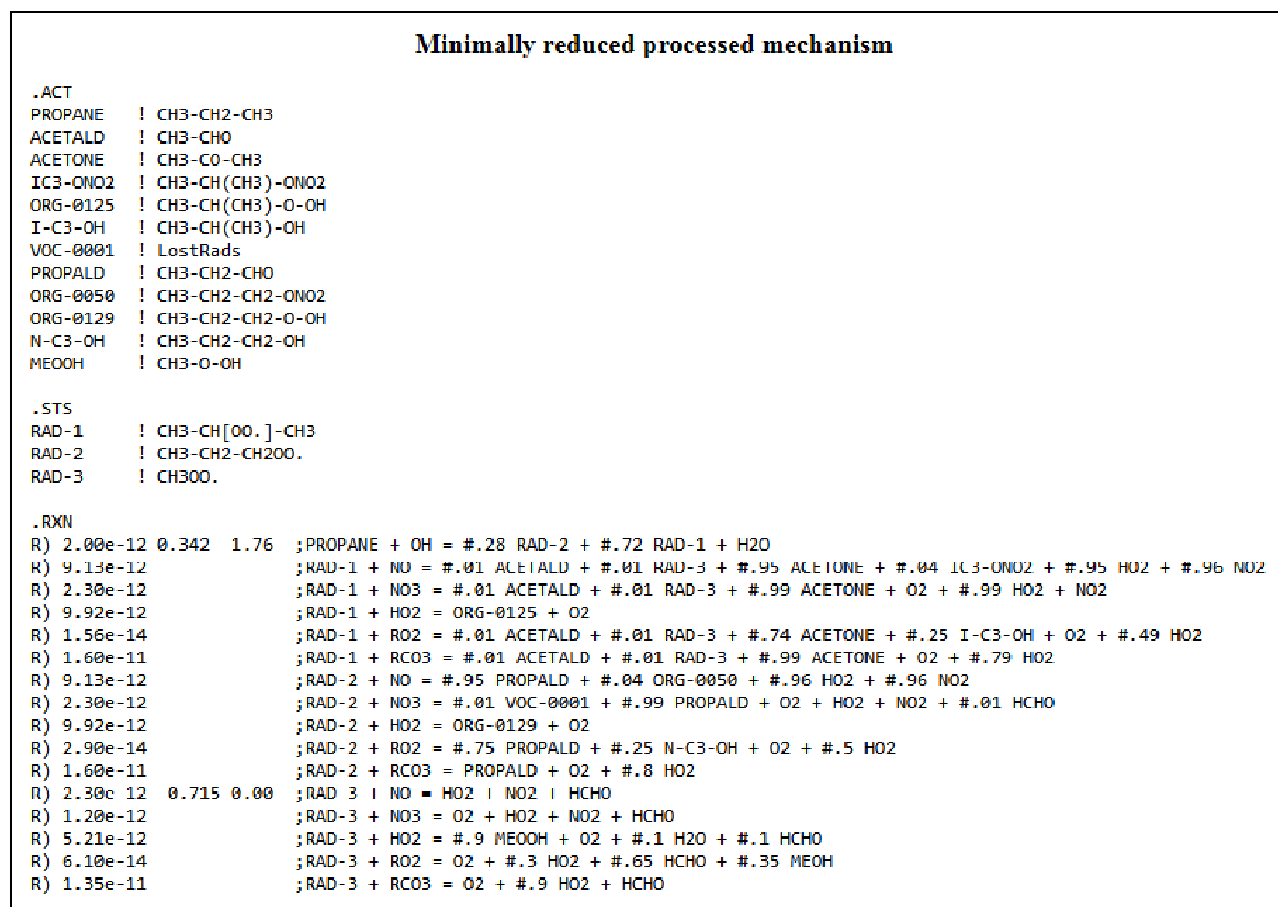 Minimally reduced processed mechanism
.ACT
PROPANE ! CH3-CH2-CH3
ACETALD ! CH3-CHO
ACETONE ! CH3-CO-CH3
IC3-ONO2 ! CH3-CH(CH3)-ONO2
ORG-0125 ! CH3-CH(CH3)-O-OH
I-C3-OH ! CH3-CH(CH3)-OH
VOC-0001 ! LostRads
PROPALD ! CH3-CH2-CHO
ORG-0050 ! CH3-CH2-CH2-ONO2
ORG-0129 ! CH3-CH2-CH2-O-OH
N-C3-OH ! CH3-CH2-CH2-OH
MEOOH ! CH3-O-OH
.STS
RAD-1 ! CH3-CH[OO.]-CH3
RAD-2 ! CH3-CH2-CH2OO.
RAD-3 ! CH3OO.
.RXN
R) 2.00e-12 0.342 1.76 ;PROPANE + OH = #.28 RAD-2 + #.72 RAD-1 + H2O
R) 9.13e-12 ;RAD-1 + NO = #.01 ACETALD + #.01 RAD-3 + #.95 ACETONE + #.04 IC3-ONO2 + #.95 HO2 + #.96 NO2
R) 2.30e-12 ;RAD-1 + NO3 = #.01 ACETALD + #.01 RAD-3 + #.99 ACETONE + O2 + #.99 HO2 + NO2
R) 9.92e-12 ;RAD-1 + HO2 = ORG-0125 + O2
R) 1.56e-14 ;RAD-1 + RO2 = #.01 ACETALD + #.01 RAD-3 + #.74 ACETONE + #.25 I-C3-OH + O2 + #.49 HO2
R) 1.60e-11 ;RAD-1 + RCO3 = #.01 ACETALD + #.01 RAD-3 + #.99 ACETONE + O2 + #.79 HO2
R) 9.13e-12 ;RAD-2 + NO = #.95 PROPALD + #.04 ORG-0050 + #.96 HO2 + #.96 NO2
R) 2.30e-12 ;RAD-2 + NO3 = #.01 VOC-0001 + #.99 PROPALD + O2 + HO2 + NO2 + #.01 HCHO
R) 9.92e-12 ;RAD-2 + HO2 = ORG-0129 + O2
R) 2.90e-14 ;RAD-2 + RO2 = #.75 PROPALD + #.25 N-C3-OH + O2 + #.5 HO2
R) 1.60e-11 ;RAD-2 + RCO3 = PROPALD + O2 + #.8 HO2
R) 2.30e-12 0.715 0.00 ;RAD-3 + NO = HO2 + NO2 + HCHO
R) 1.20e-12 ;RAD-3 + NO3 = O2 + HO2 + NO2 + HCHO
R) 5.21e-12 ;RAD-3 + HO2 = #.9 MEOOH + O2 + #.1 H2O + #.1 HCHO
R) 6.10e-14 ;RAD-3 + RO2 = O2 + #.3 HO2 + #.65 HCHO + #.35 MEOH
R) 1.35e-11 ;RAD-3 + RCO3 = O2 + #.9 HO2 + HCHO